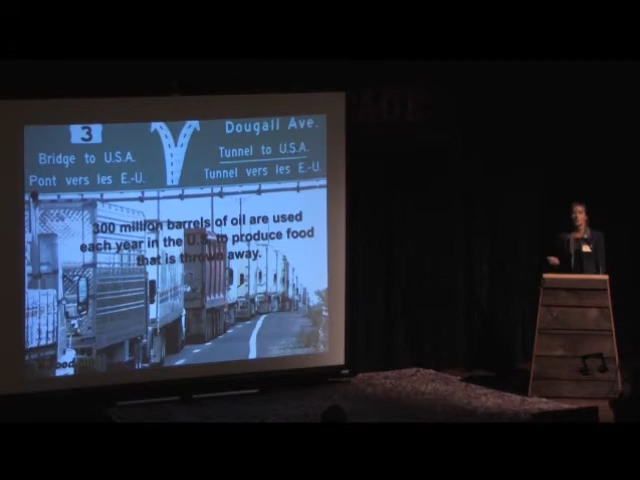 3
Dougall Ave.
Bridge to U.S.A.
Tunnel to U.S.A.
Pont vers les E.-U.
Tunnel vers les E.-U.
300 million barrels of oil are used
each year in the U.S. to produce food
that is thrown away.